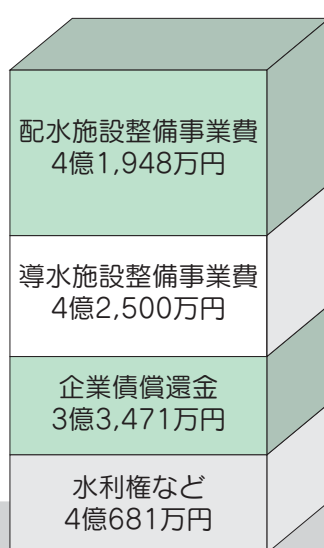 配水施設整備事業費
4億1,948万円
導水施設整備事業費
4億2,500万円
企業債償還金
3億3,471万円
水利権など
4億681万円